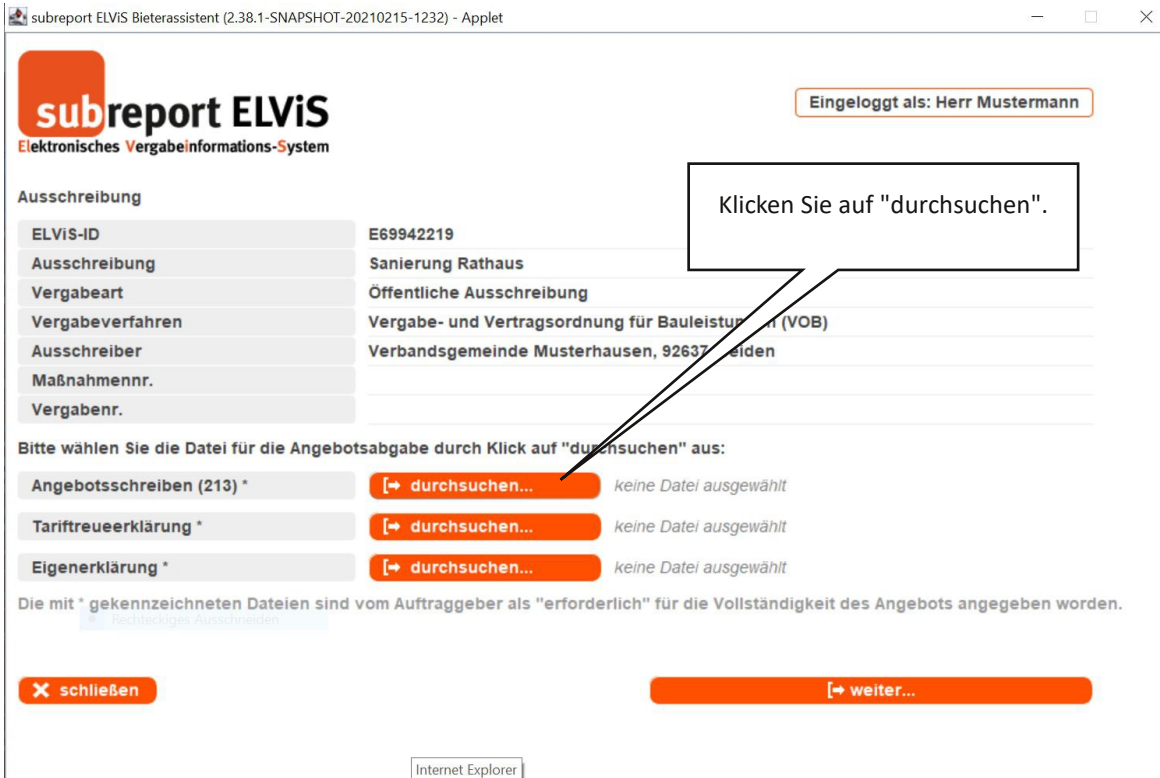 subreport ELViS Bieterassistent (2.38.1-SNAPSHOT-20210215-1232) - Applet
subreport ELViS
Elektronisches Vergabeinformations-System
Eingeloggt als: Herr Mustermann
Klicken Sie auf "durchsuchen".
Ausschreibung
ELViS-ID E69942219
Ausschreibung Sanierung Rathaus
Vergabeart Öffentliche Ausschreibung
Vergabeverfahren Vergabe- und Vertragsordnung für (VOB)
Ausschreiber Verbandsgemeinde Musterhausen, 92637
Maßnahmennr.
Vergabenr.
Bitte wählen Sie die Datei für die Angebotsabgabe durch Klick auf "durchsuchen" aus:
Angebotsschreiben (213) * durchsuchen... keine Datei ausgewählt
Tariftreueerklärung * durchsuchen... keine Datei ausgewählt
Eigenerklärung * durchsuchen... keine Datei ausgewählt
Die mit * gekennzeichneten Dateien sind vom Auftraggeber als "erforderlich" für die Vollständigkeit des Angebots angegeben worden.
Rechteckiges Ausschneiden
schließen
weiter...
Internet Explorer